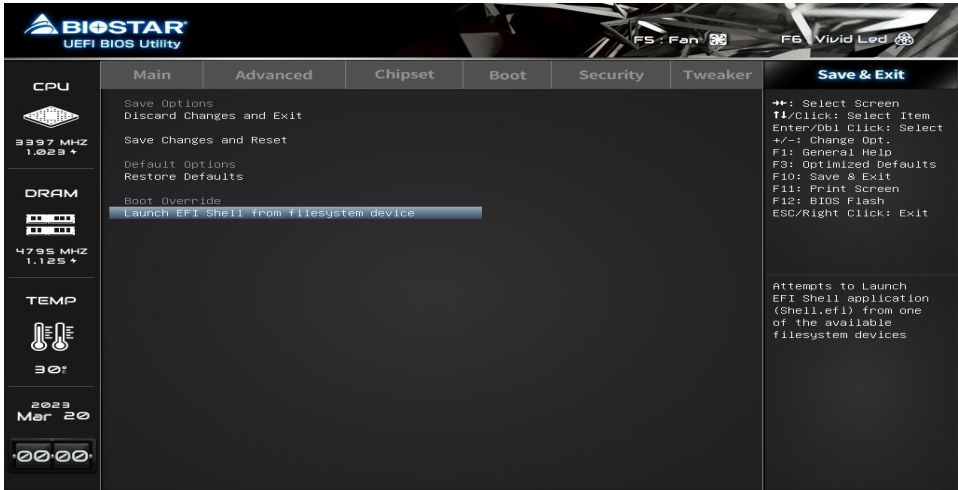 BIOSTAR®
UEFI BIOS Utility
F5 : Fan
F6 : Vivid Led
Main Advanced Chipset Boot Security Tweaker Save & Exit
CPU
3397 MHZ
1.023
DRAM
4795 MHZ
1.125
TEMP
30
2023
Mar 20
00:00
Save Options
Discard Changes and Exit
Save Changes and Reset
Default Options
Restore Defaults
Boot Override
Launch EFI Shell from filesystem device
→←: Select Screen
↑↓/Click: Select Item
Enter/Dbl Click: Select
+/-: Change Opt.
F1: General Help
F3: Optimized Defaults
F10: Save & Exit
F11: Print Screen
F12: BIOS Flash
ESC/Right Click: Exit
Attempts to Launch
EFI Shell application
(Shell.efi) from one
of the available
filesystem devices